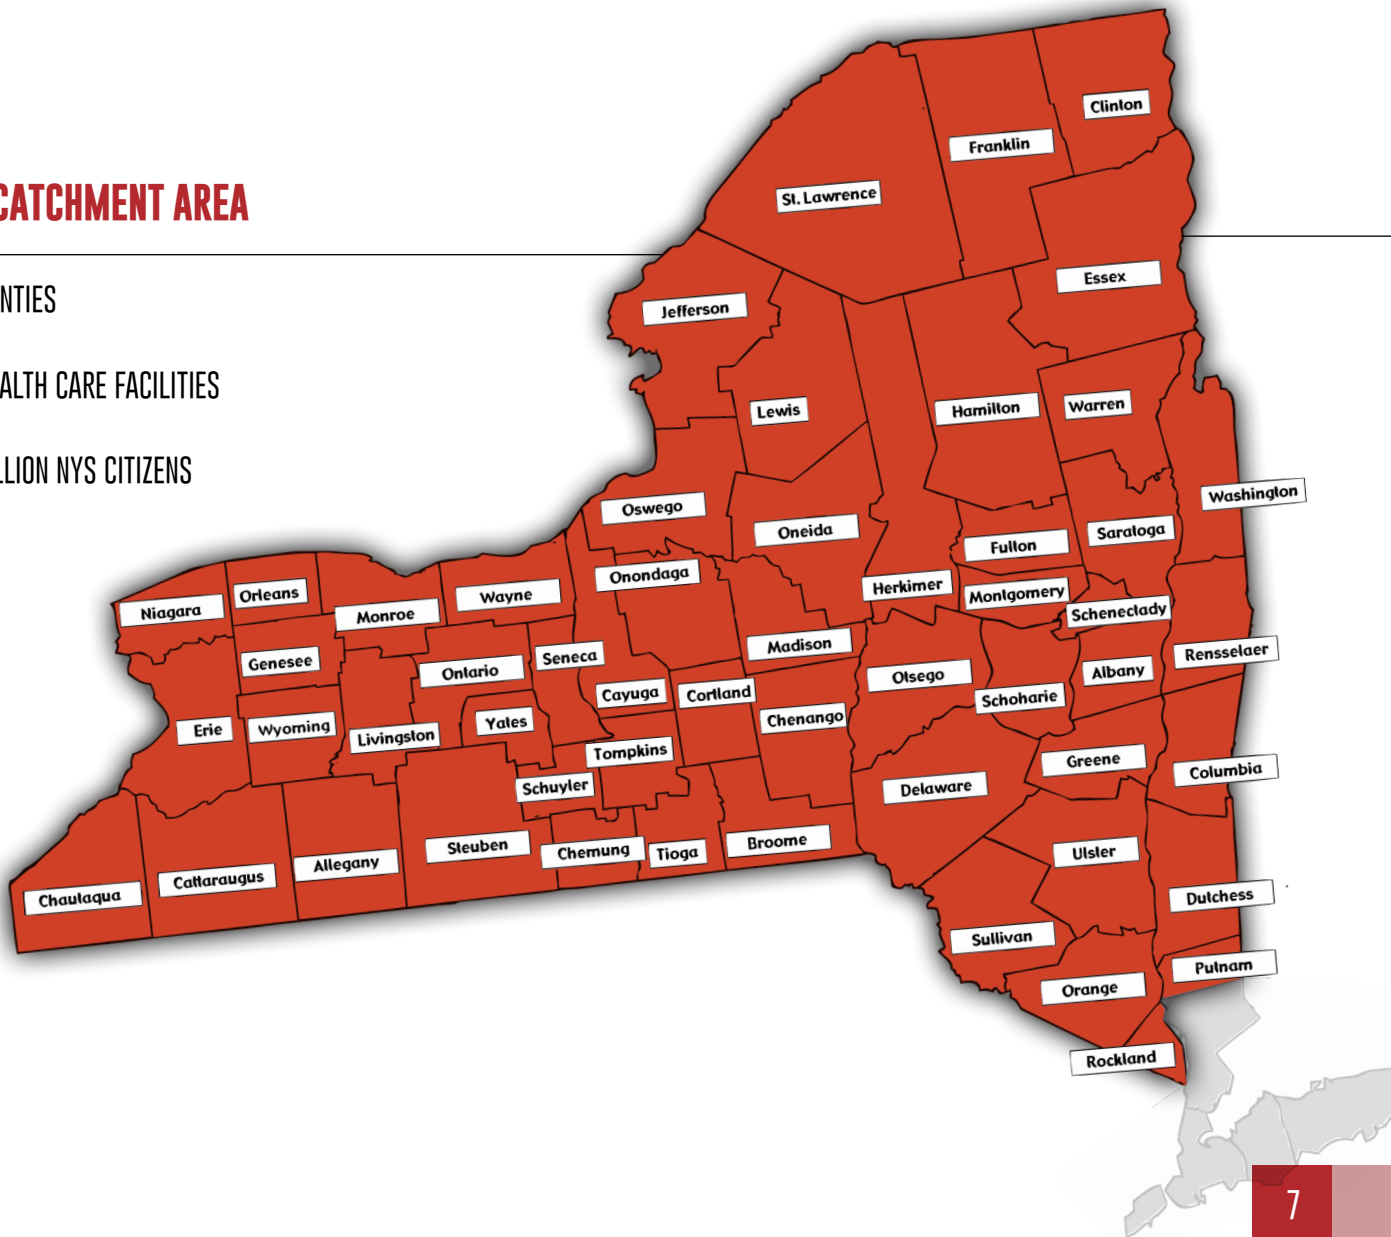 CATCHMENT AREA
NTIES
ALTH CARE FACILITIES
LLION NYS CITIZENS
Clinton
Franklin
St. Lawrence
Essex
Jefferson
Lewis
Hamilton
Warren
Washington
Oswego
Oneida
Saratoga
Fulton
Onondaga
Herkimer
Montgomery
Schenectady
Niagara
Orleans
Monroe
Wayne
Madison
Rensselaer
Genesee
Ontario
Seneca
Otsego
Albany
Cayuga
Cortland
Schoharie
Erie
Wyoming
Livingston
Yates
Chenango
Tompkins
Greene
Columbia
Schuyler
Delaware
Steuben
Chemung
Tioga
Broome
Ulster
Chautaqua
Cattaraugus
Allegany
Dutchess
Sullivan
Putnam
Orange
Rockland
7